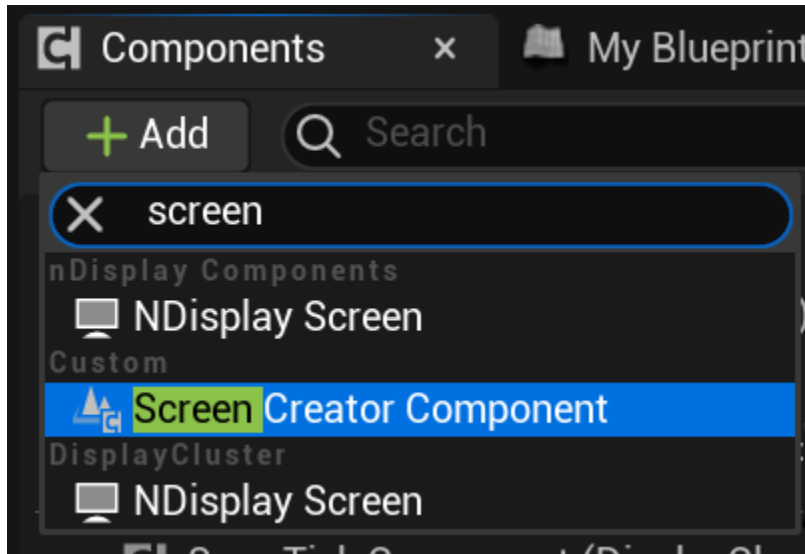 Components × My Blueprint
+ Add Search
screen
nDisplay Components
NDisplay Screen
Custom
Screen Creator Component
DisplayCluster
NDisplay Screen